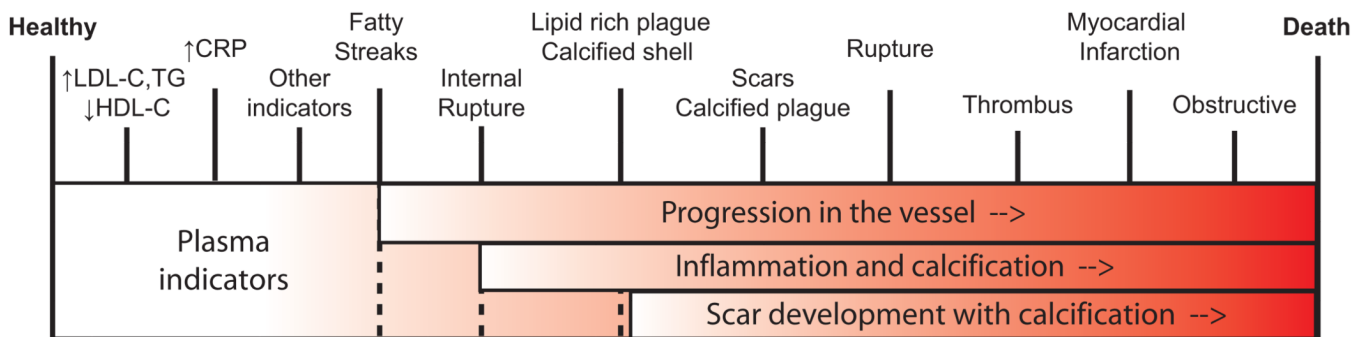 Healthy
↑LDL-C,TG
↓HDL-C
↑CRP
Other
indicators
Fatty
Streaks
Internal
Rupture
Lipid rich plague
Calcified shell
Scars
Calcified plague
Rupture
Thrombus
Myocardial
Infarction
Obstructive
Death
Plasma
indicators
Progression in the vessel -->
Inflammation and calcification -->
Scar development with calcification -->